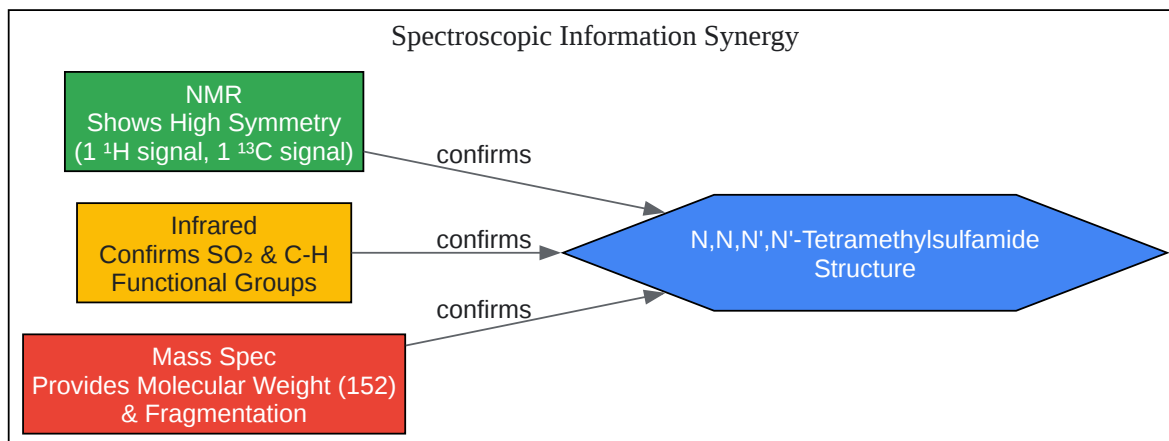 Spectroscopic Information Synergy
NMR
Shows High Symmetry
(1 ¹H signal, 1 ¹³C signal)
confirms
Infrared
Confirms SO₂ & C-H
Functional Groups
confirms
N,N,N',N'-Tetramethylsulfamide
Structure
confirms
Mass Spec
Provides Molecular Weight (152)
& Fragmentation